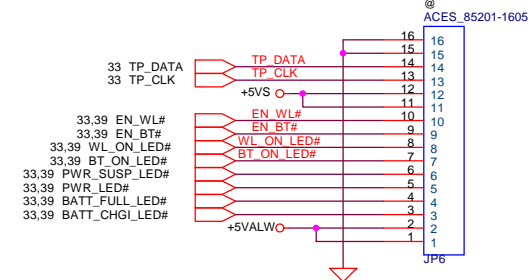 @
ACES_85201-1605
16 16
15 15
33 TP_DATA TP_DATA 14 14
33 TP_CLK TP_CLK 13 13
+5VS 12 12
11 11
33,39 EN_WL# EN_WL# 10 10
33,39 EN_BT# EN_BT# 9 9
33,39 WL_ON_LED# WL_ON_LED# 8 8
33,39 BT_ON_LED# BT_ON_LED# 7 7
33,39 PWR_SUSP_LED# 6 6
33,39 PWR_LED# 5 5
33,39 BATT_FULL_LED# 4 4
33,39 BATT_CHGI_LED# 3 3
+5VALW 2 2
1 1
JP6